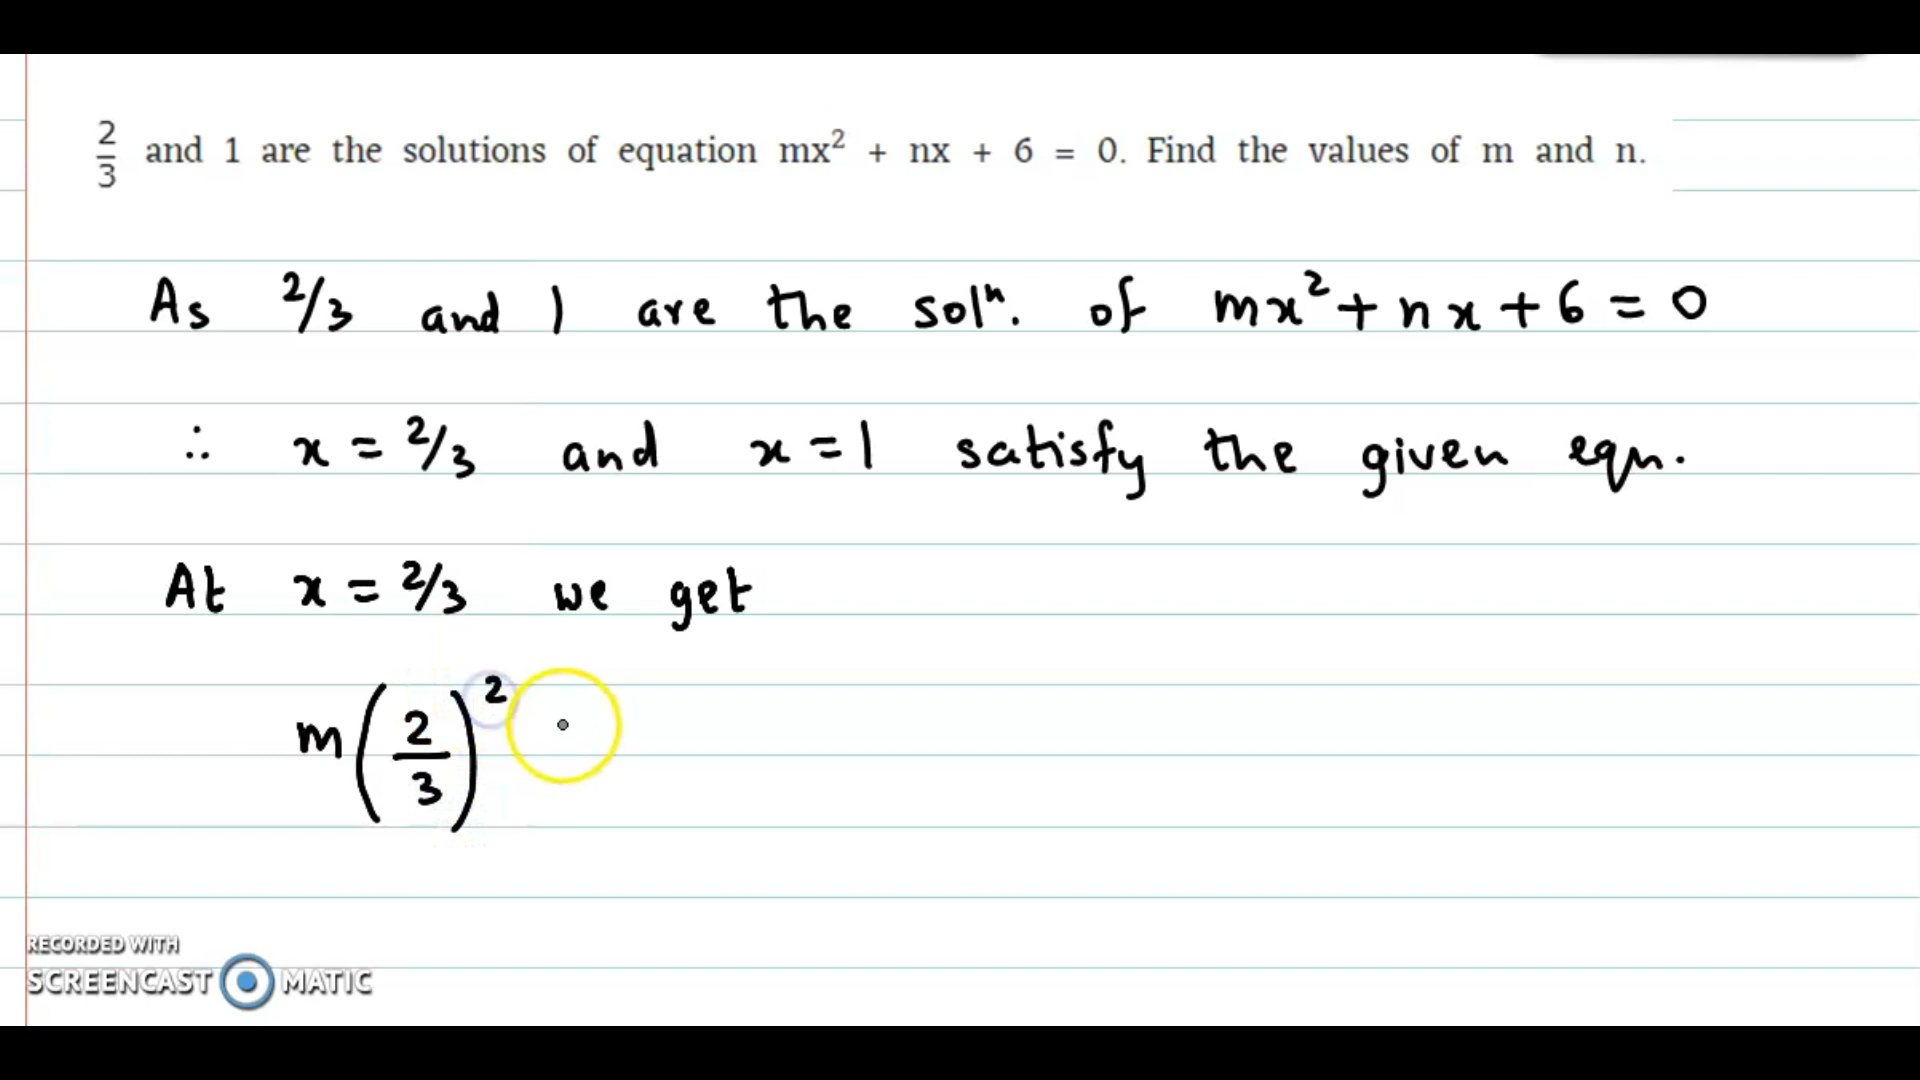 2/3 and 1 are the solutions of equation mx² + nx + 6 = 0. Find the values of m and n.
As 2/3 and 1 are the solⁿ. of mx² + nx + 6 = 0
∴ x = 2/3 and x = 1 satisfy the given eqn.
At x = 2/3 we get
m(2/3)²
RECORDED WITH
SCREENCAST MATIC